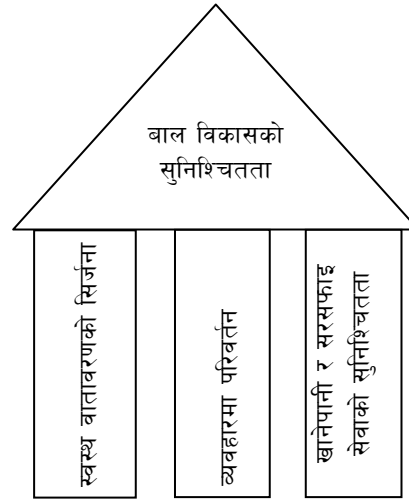 बाल विकासको
सुनिश्चितता
स्वस्थ वातावरणको सिर्जना
व्यवहारमा परिवर्तन
खानेपानी र सरसफाइ
सेवाको सुनिश्चितता